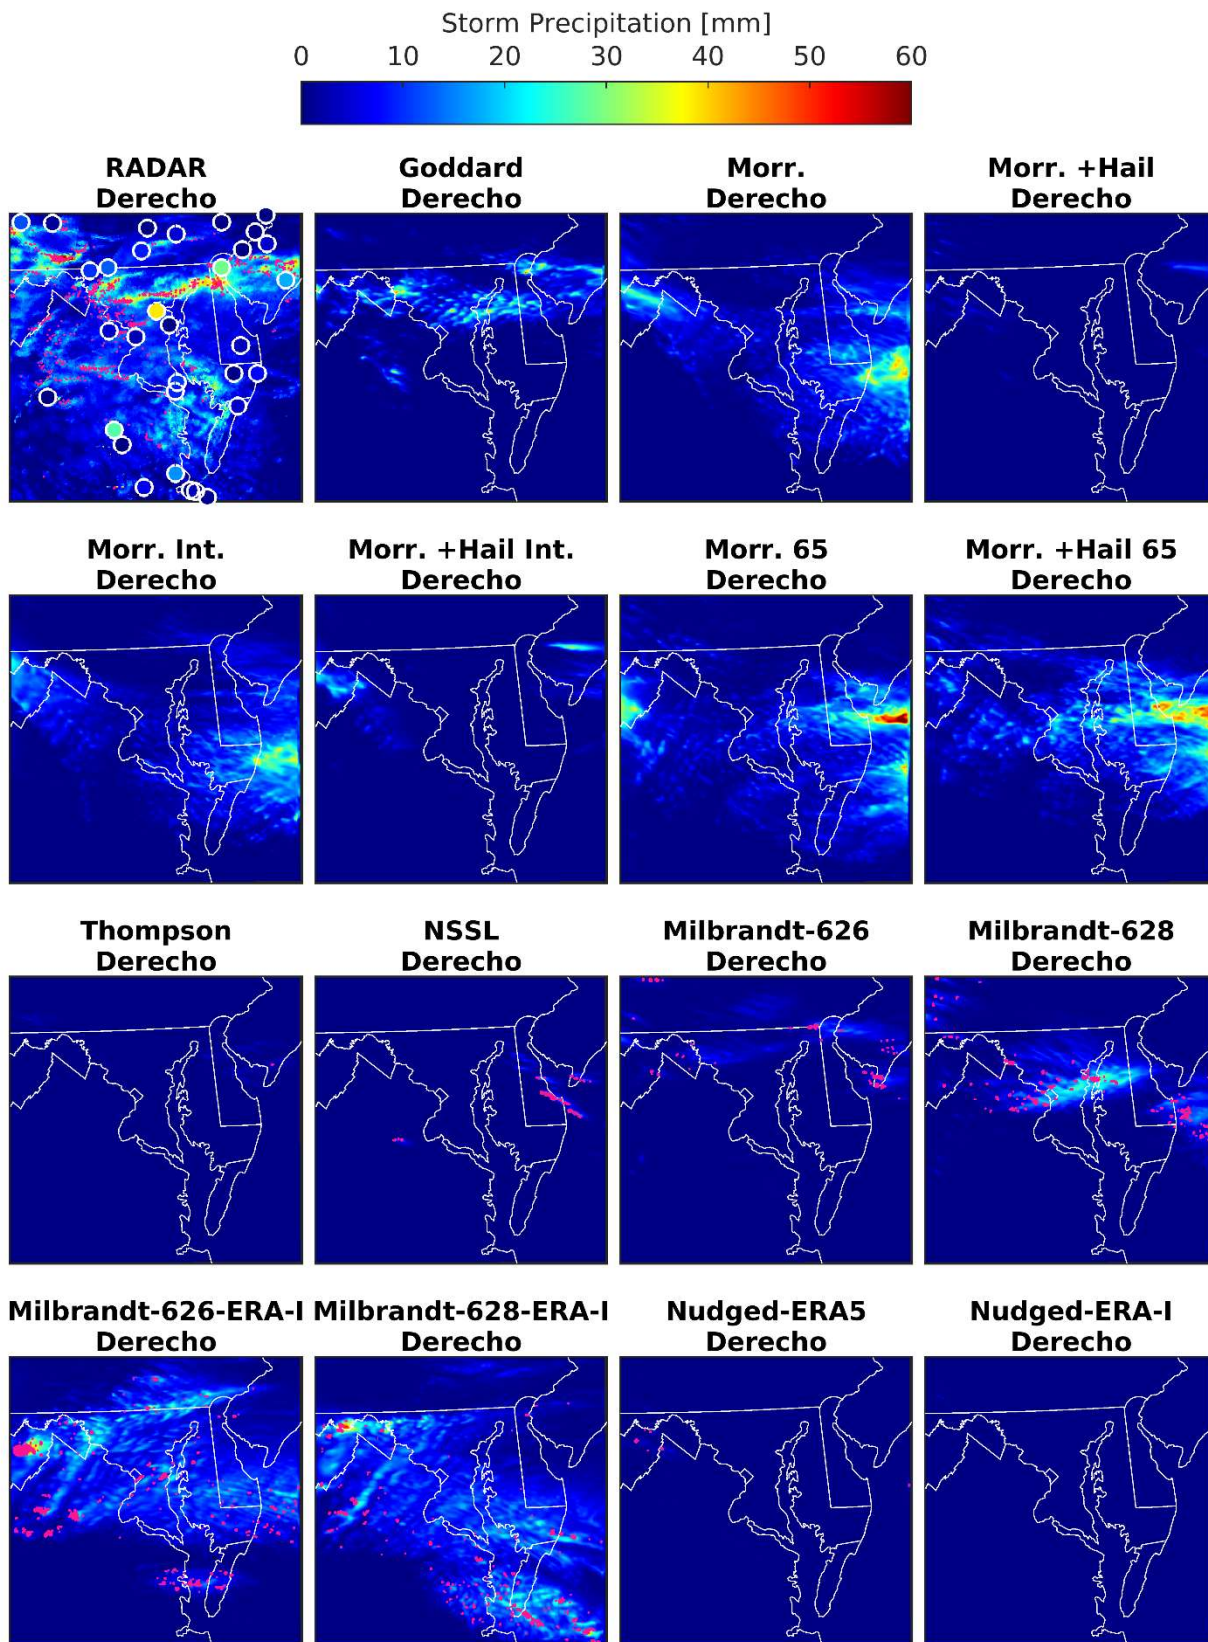 Storm Precipitation [mm]
0 10 20 30 40 50 60
RADAR
Derecho
Goddard
Derecho
Morr.
Derecho
Morr. +Hail
Derecho
Morr. Int.
Derecho
Morr. +Hail Int.
Derecho
Morr. 65
Derecho
Morr. +Hail 65
Derecho
Thompson
Derecho
NSSL
Derecho
Milbrandt-626
Derecho
Milbrandt-628
Derecho
Milbrandt-626-ERA-I
Derecho
Milbrandt-628-ERA-I
Derecho
Nudged-ERA5
Derecho
Nudged-ERA-I
Derecho